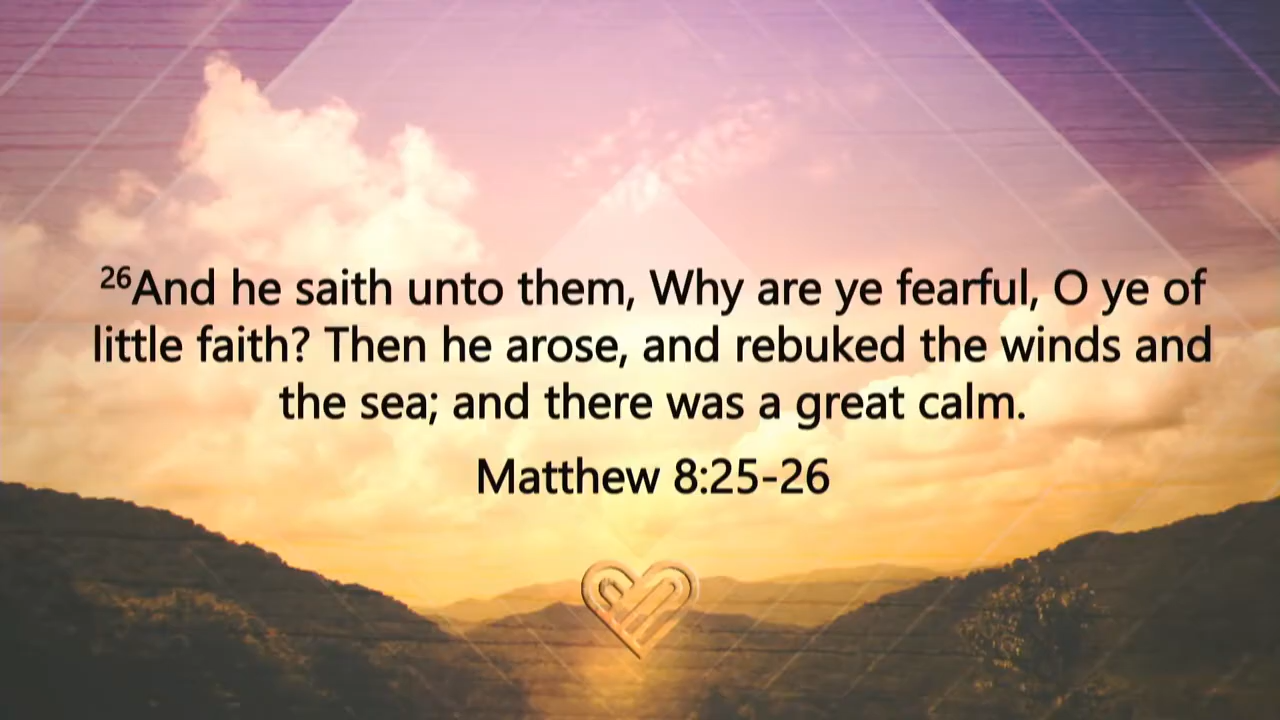 26And he saith unto them, Why are ye fearful, O ye of
little faith? Then he arose, and rebuked the winds and
the sea; and there was a great calm.
Matthew 8:25-26